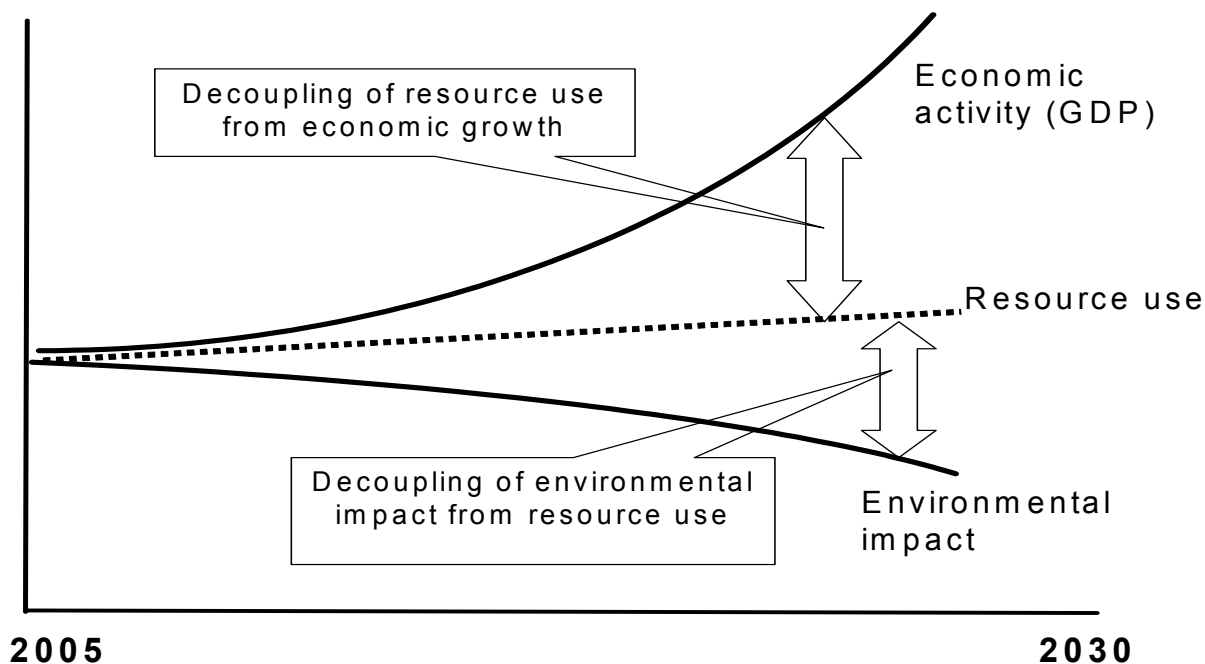 Decoupling of resource use
from economic growth
Economic
activity (GDP)
Resource use
Decoupling of environmental
impact from resource use
Environmental
impact
2005
2030